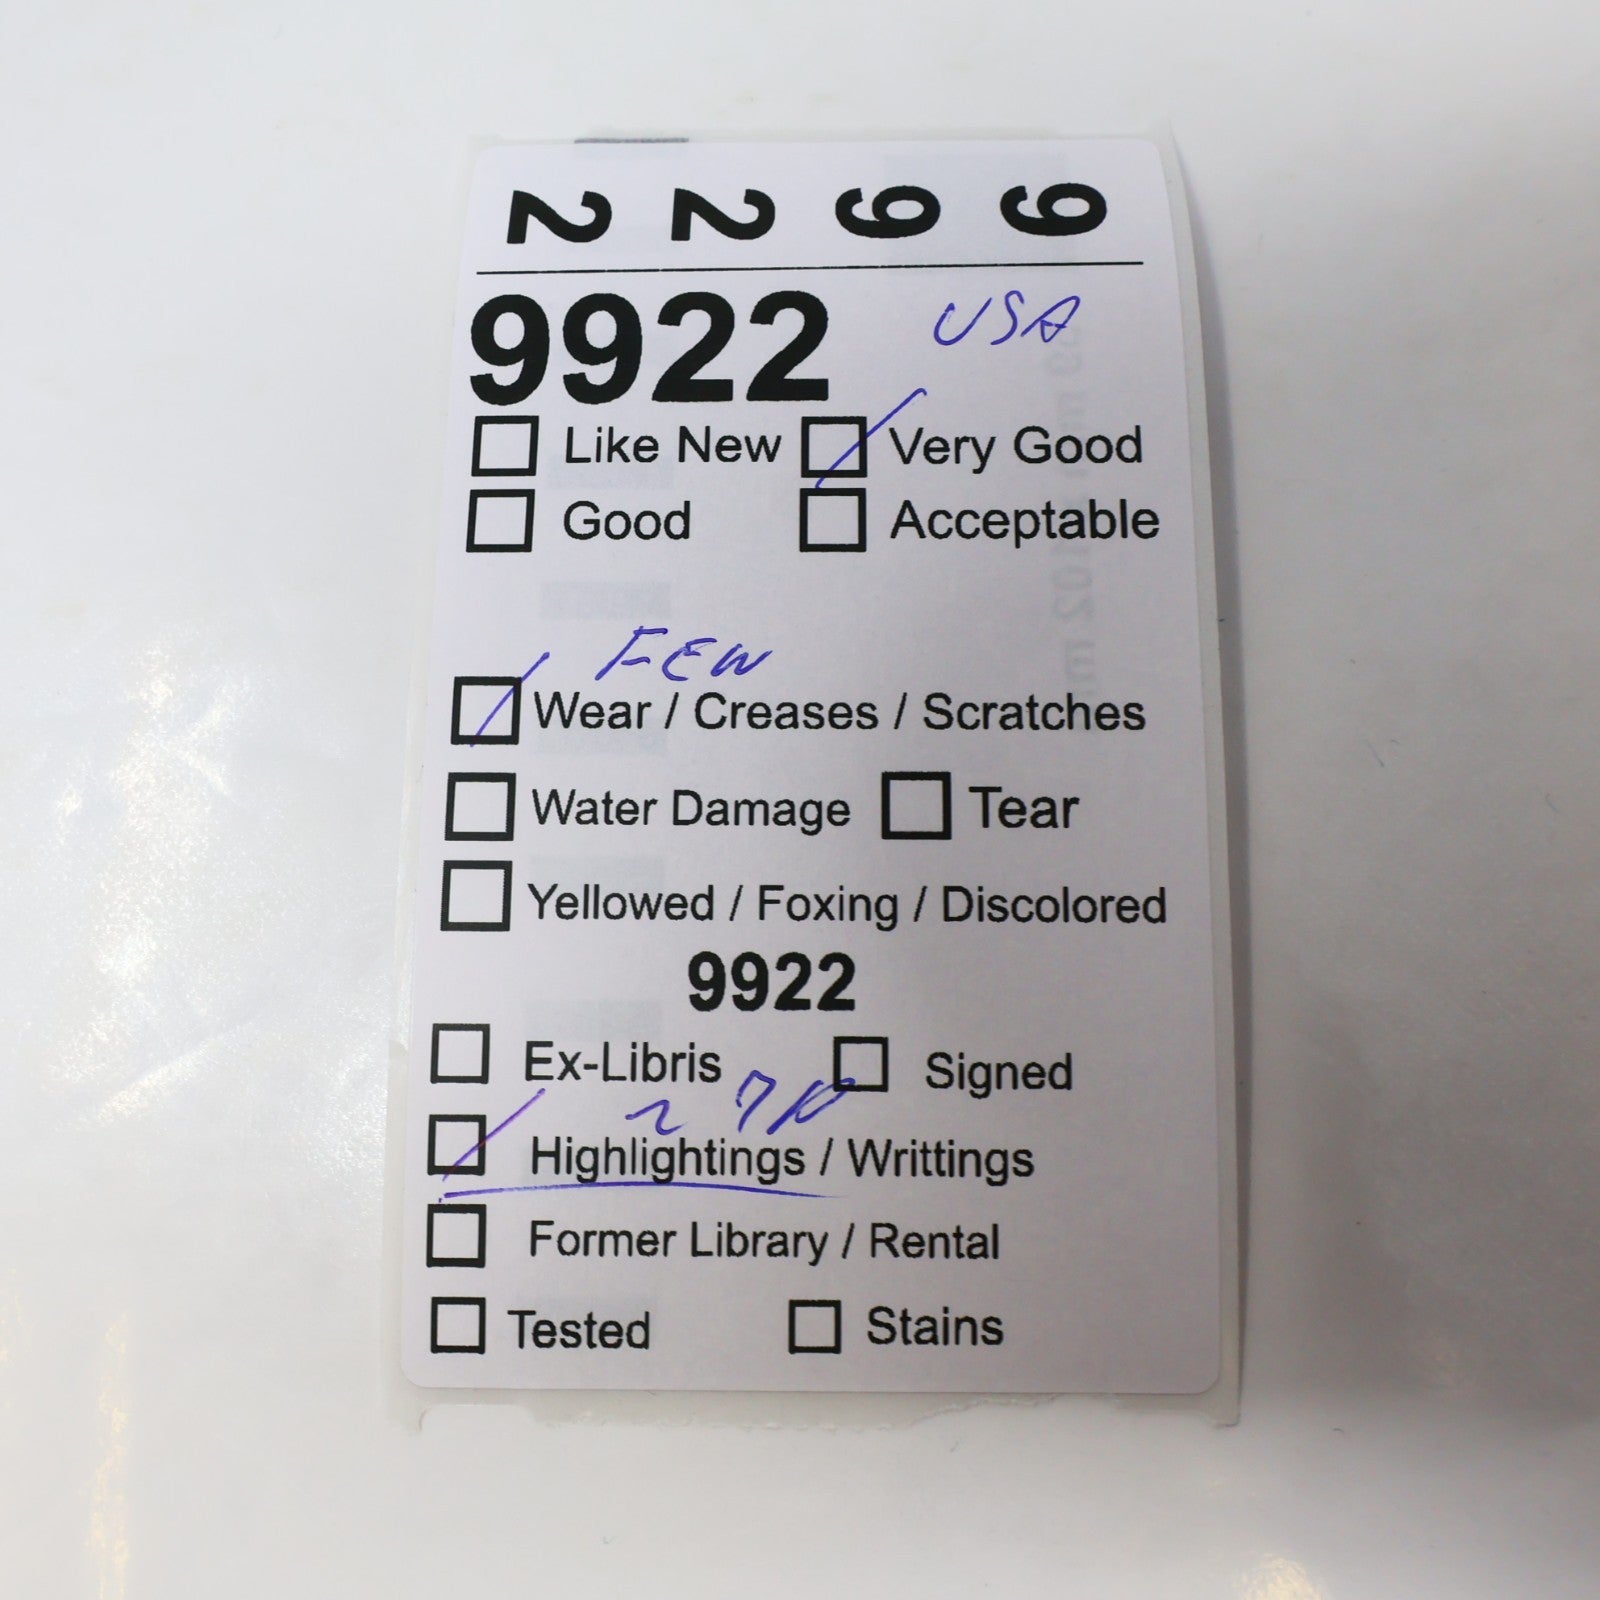 9 9 2 2
9922 USA
Like New Very Good
Good Acceptable
FEW
Wear / Creases / Scratches
Water Damage Tear
Yellowed / Foxing / Discolored
9922
Ex-Libris Signed
Highlightings / Writtings
Former Library / Rental
Tested Stains